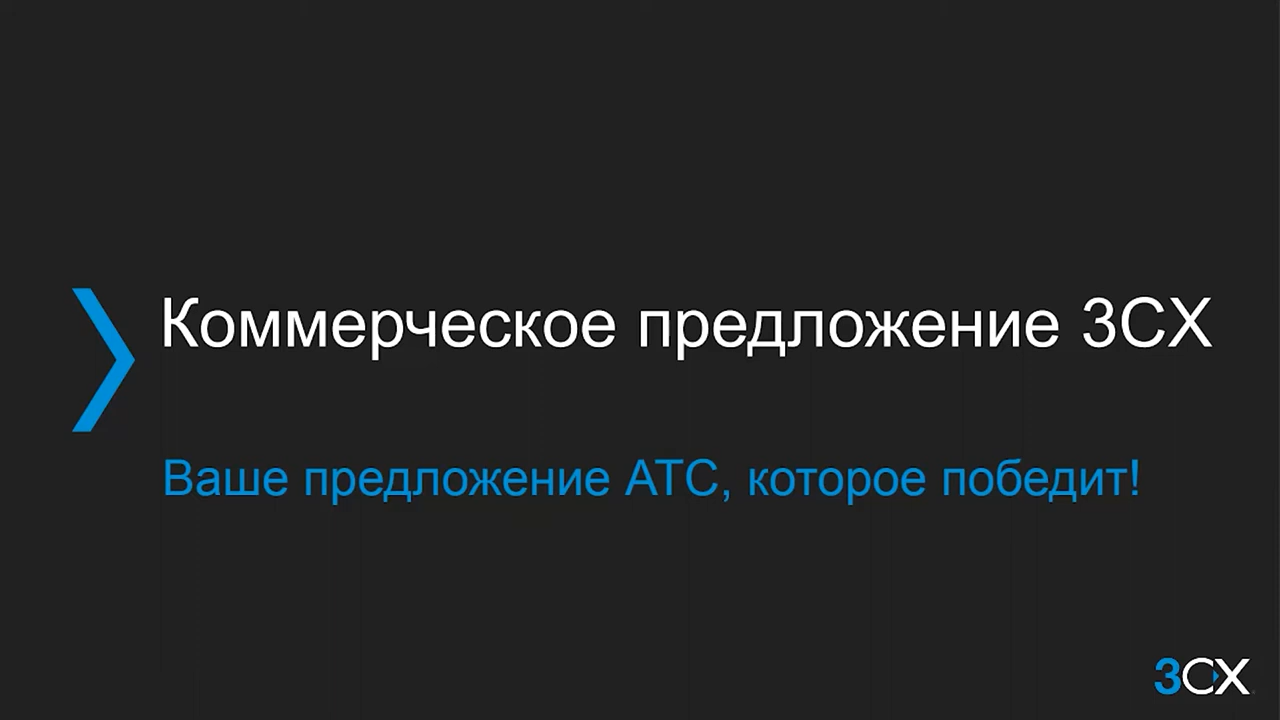 Коммерческое предложение 3CX
Ваше предложение АТС, которое победит!
3CX